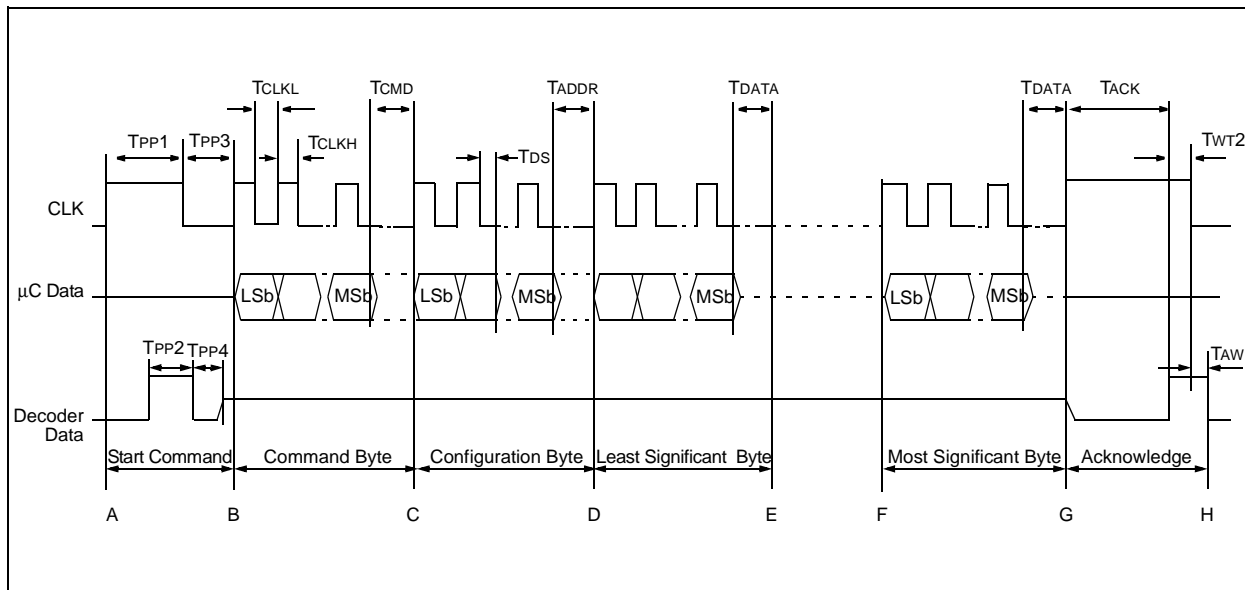 TCLKL TCMD TADDR TDATA TDATA TACK
TPP1 TPP3 TCLKH TDS TWT2
CLK
μC Data LSb MSb LSb MSb MSb LSb MSb
TPP2 TPP4 TAW
Decoder
Data
Start Command Command Byte Configuration Byte Least Significant Byte Most Significant Byte Acknowledge
A B C D E F G H